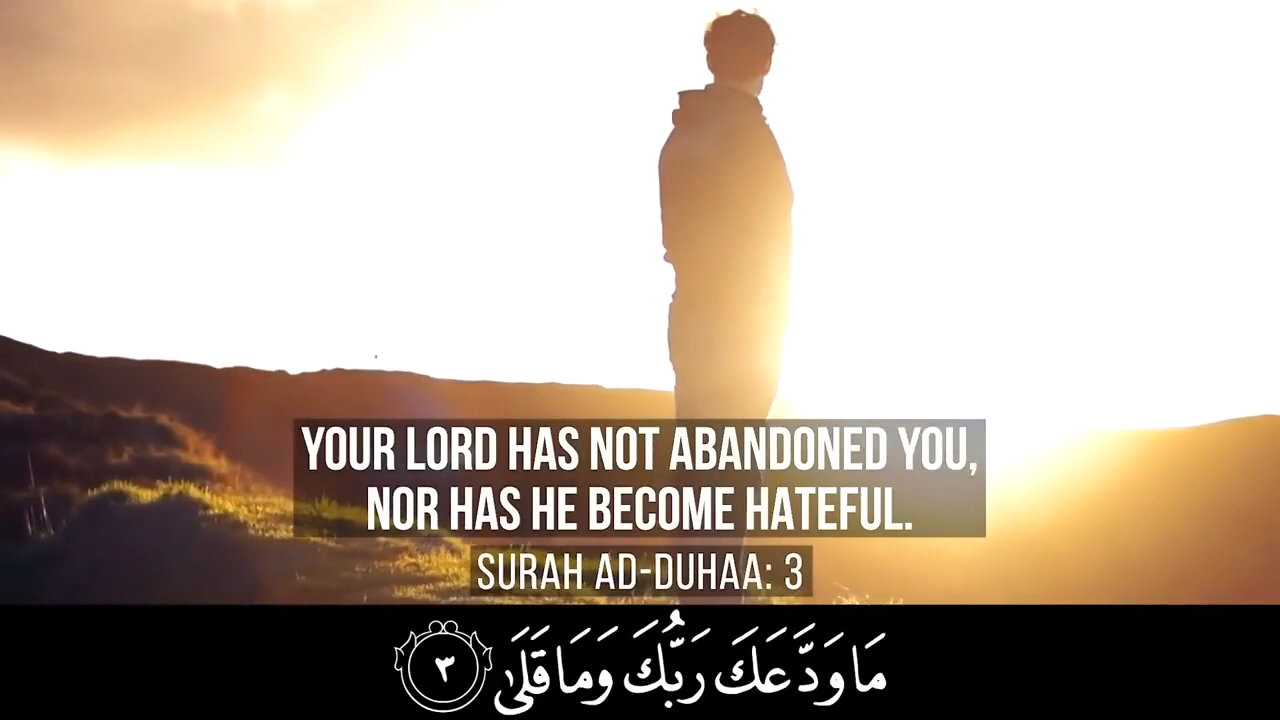 YOUR LORD HAS NOT ABANDONED YOU,
NOR HAS HE BECOME HATEFUL.
SURAH AD-DUHAA: 3
مَا وَدَّعَكَ رَبُّكَ وَمَا قَلَىٰ ٣